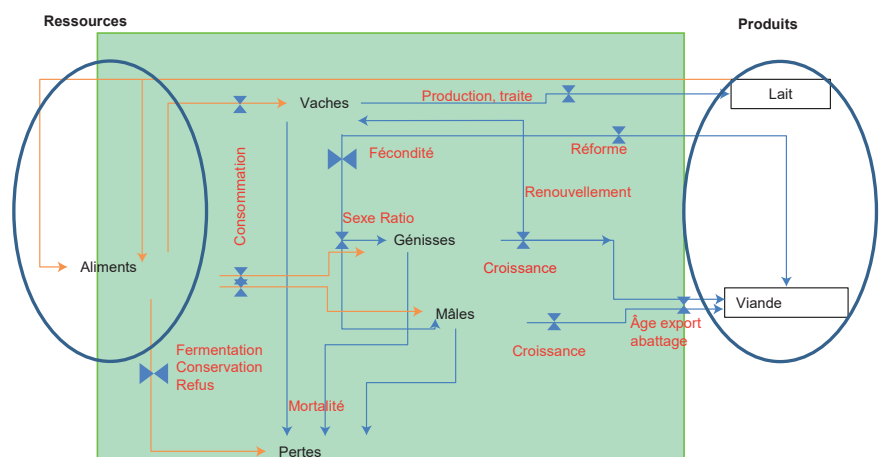 Ressources
Produits
Vaches
Production, traite
Lait
Consommation
Fécondité
Réforme
Renouvellement
Sexe Ratio
Génisses
Aliments
Croissance
Mâles
Viande
Âge export
abattage
Croissance
Fermentation
Conservation
Refus
Mortalité
Pertes